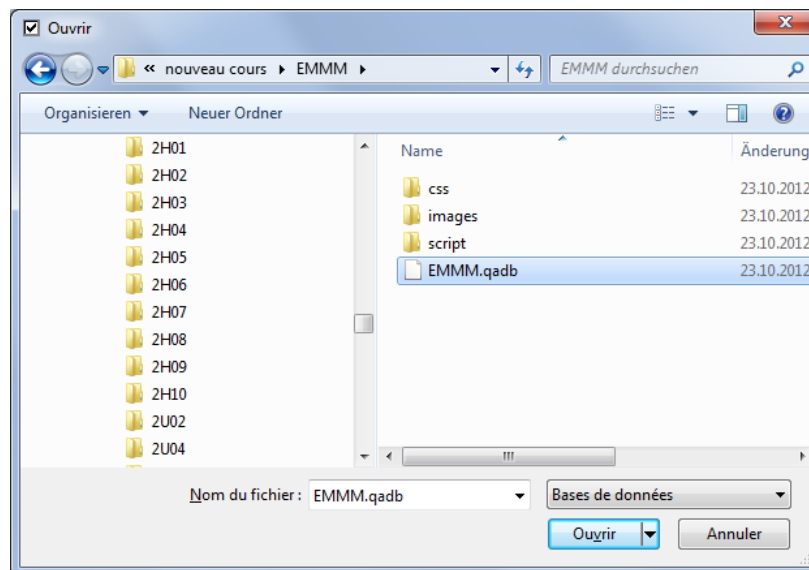 Ouvrir
« nouveau cours EMMM
EMMM durchsuchen
Organisieren Neuer Ordner
2H01
2H02
2H03
2H04
2H05
2H06
2H07
2H08
2H09
2H10
2U02
2U04
Name Änderung
css 23.10.2012
images 23.10.2012
script 23.10.2012
EMMM.qadb 23.10.2012
Nom du fichier : EMMM.qadb
Bases de données
Ouvrir Annuler